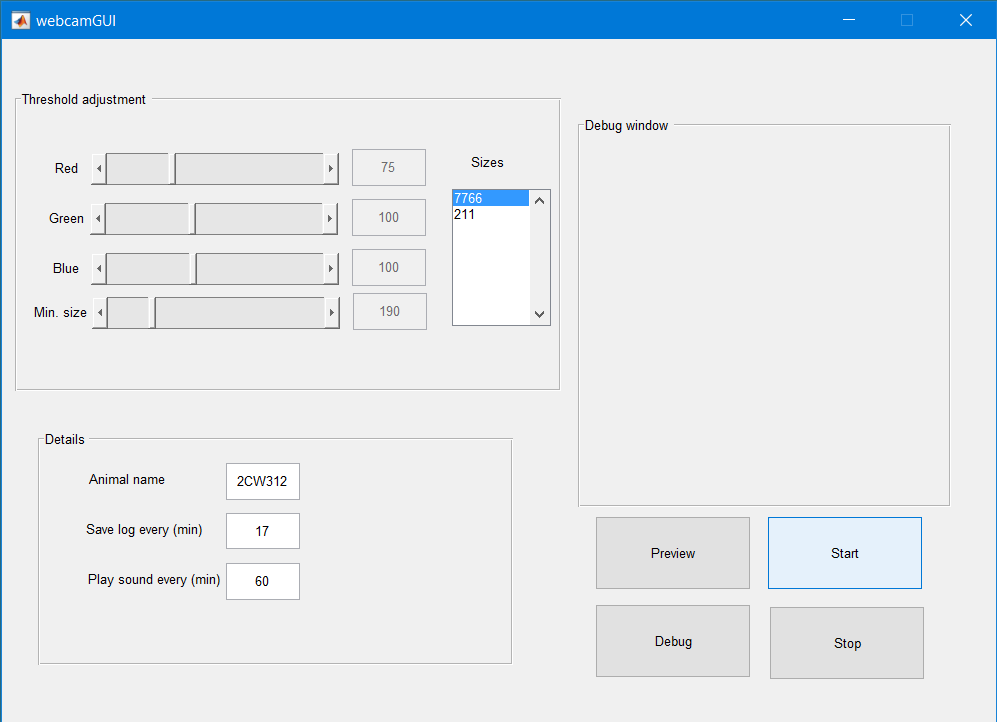 webcamGUI
Threshold adjustment
Red
75
Green
100
Blue
100
Min. size
190
Sizes
7766
211
Debug window
Details
Animal name
2CW312
Save log every (min)
17
Play sound every (min)
60
Preview
Start
Debug
Stop